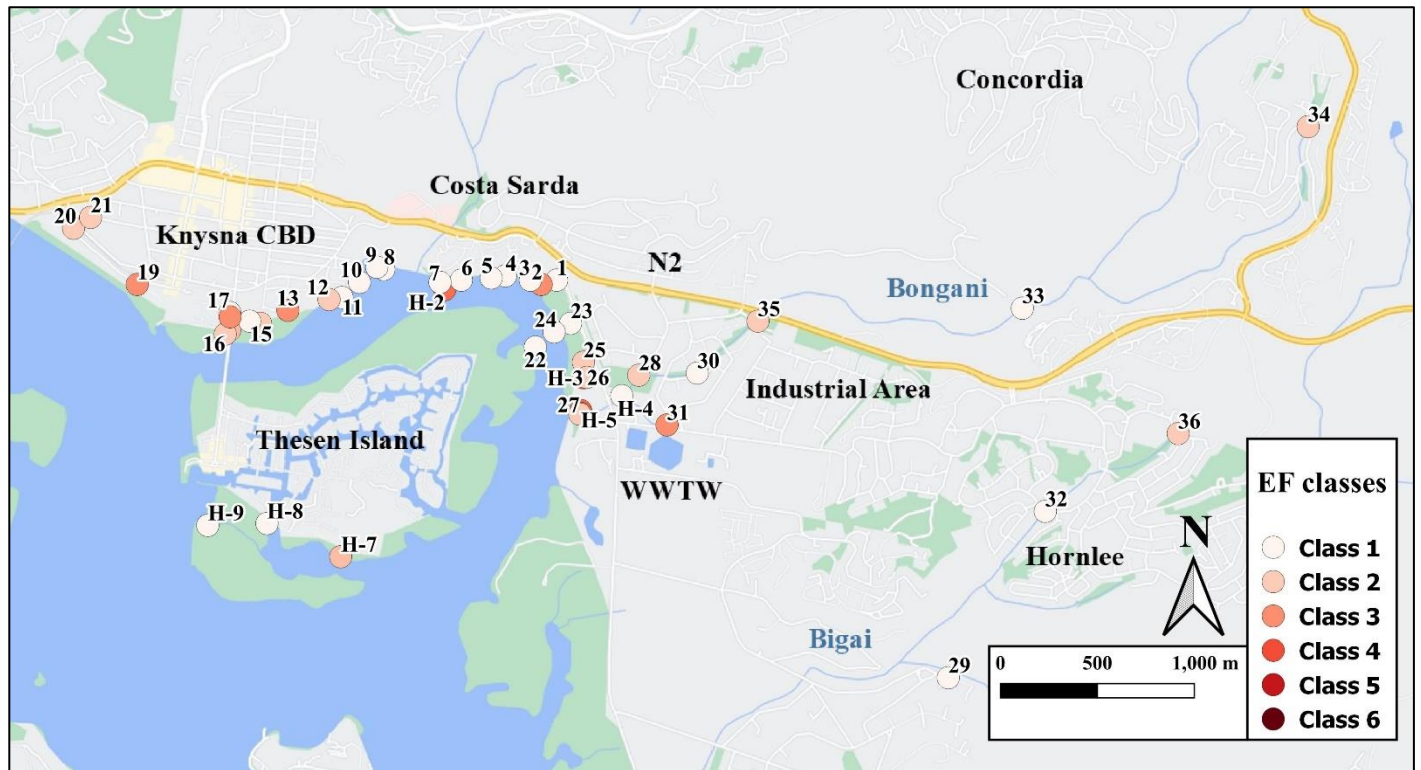 Concordia
34
Costa Sarda
20
21
Knysna CBD
9
8
10
7
6
5
4
3
2
1
N2
Bongani
33
19
17
13
12
11
H-2
23
24
35
16
15
22
25
28
30
H-3
26
Industrial Area
27
H-5
H-4
31
36
Thesen Island
WWTW
EF classes
H-9
H-8
32
N
Class 1
H-7
Hornlee
Class 2
Class 3
Bigai
Class 4
0 500 1,000 m
Class 5
29
Class 6